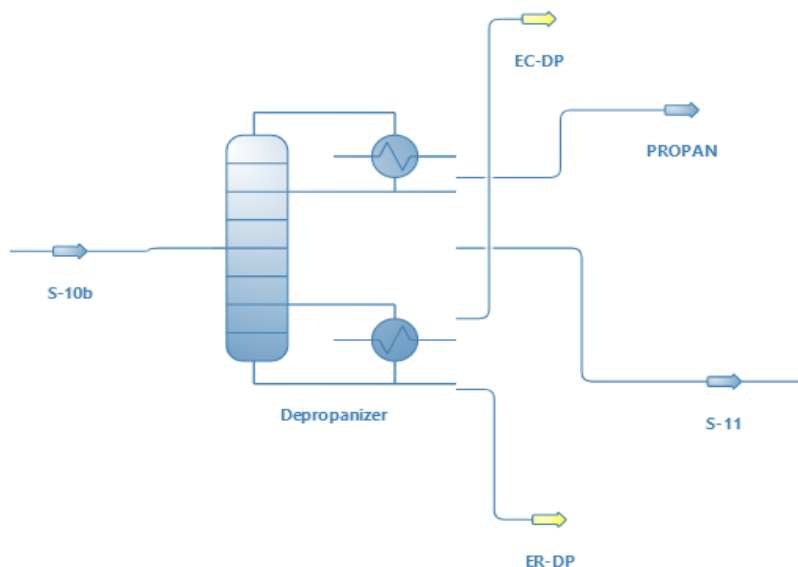 EC-DP
PROPAN
S-10b
Depropanizer
S-11
ER-DP